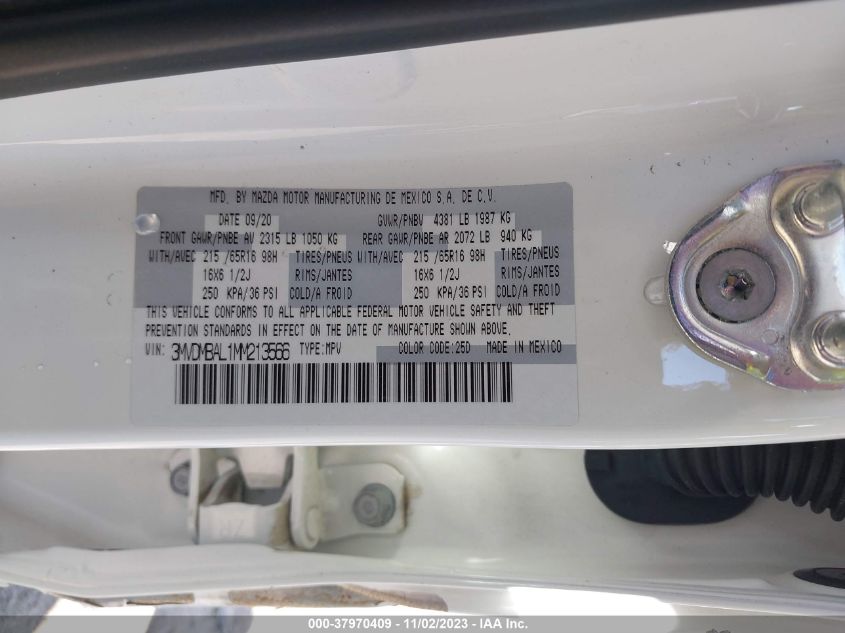 MFD. BY MAZDA MOTOR MANUFACTURING DE MEXICO S.A. DE C.V.
DATE 09/20 GVWR/PNBV 4381 LB 1987 KG
FRONT GAWR/PNBE AV 2315 LB 1050 KG REAR GAWR/PNBE AR 2072 LB 940 KG
WITH/AVEC 215 /65R16 98H TIRES/PNEUS WITH/AVEC 215 /65R16 98H TIRES/PNEUS
16X6 1/2J RIMS/JANTES 16X6 1/2J RIMS/JANTES
250 KPA/36 PSI COLD/A FROID 250 KPA/36 PSI COLD/A FROID
THIS VEHICLE CONFORMS TO ALL APPLICABLE FEDERAL MOTOR VEHICLE SAFETY AND THEFT
PREVENTION STANDARDS IN EFFECT ON THE DATE OF MANUFACTURE SHOWN ABOVE.
VIN: 3MVDMBAL1MM213566 TYPE:MPV COLOR CODE:25D MADE IN MEXICO
000-37970409 - 11/02/2023 - IAA Inc.